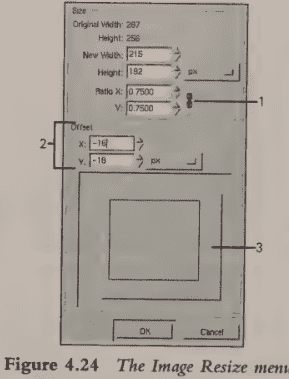 Size
Original Width: 287
Height: 256
New Width: 215
Height: 192 px
Ratio X: 0.7500
Y: 0.7500
1
Offset
2
X: -16
Y: -16 px
3
OK Cancel
Figure 4.24 The Image Resize menu